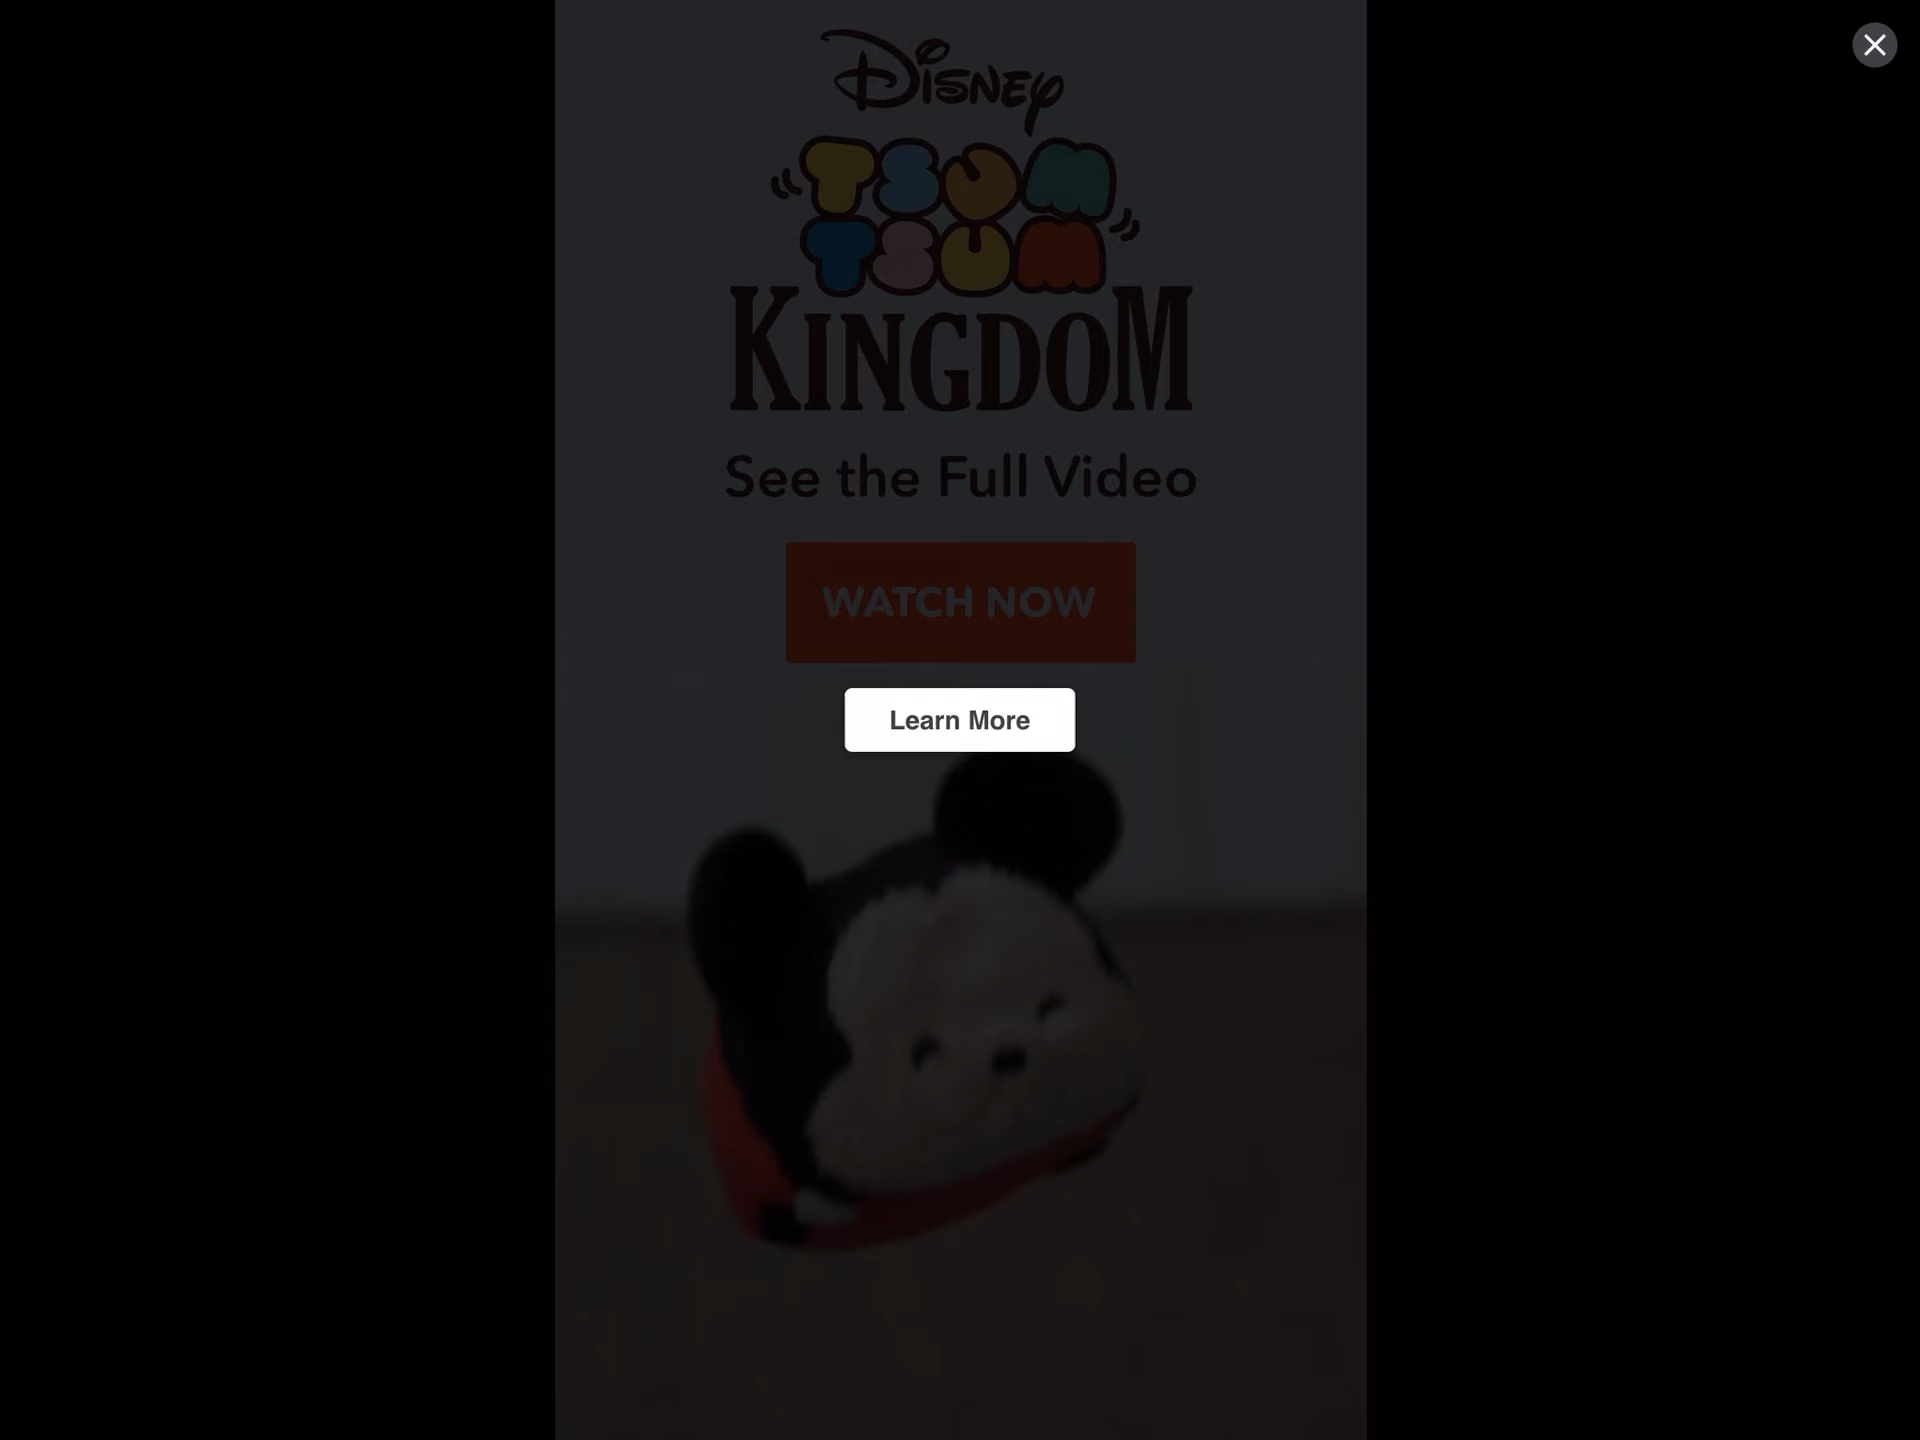 Disney
TSUM
TSUM
KINGDOM
See the Full Video
WATCH NOW
Learn More